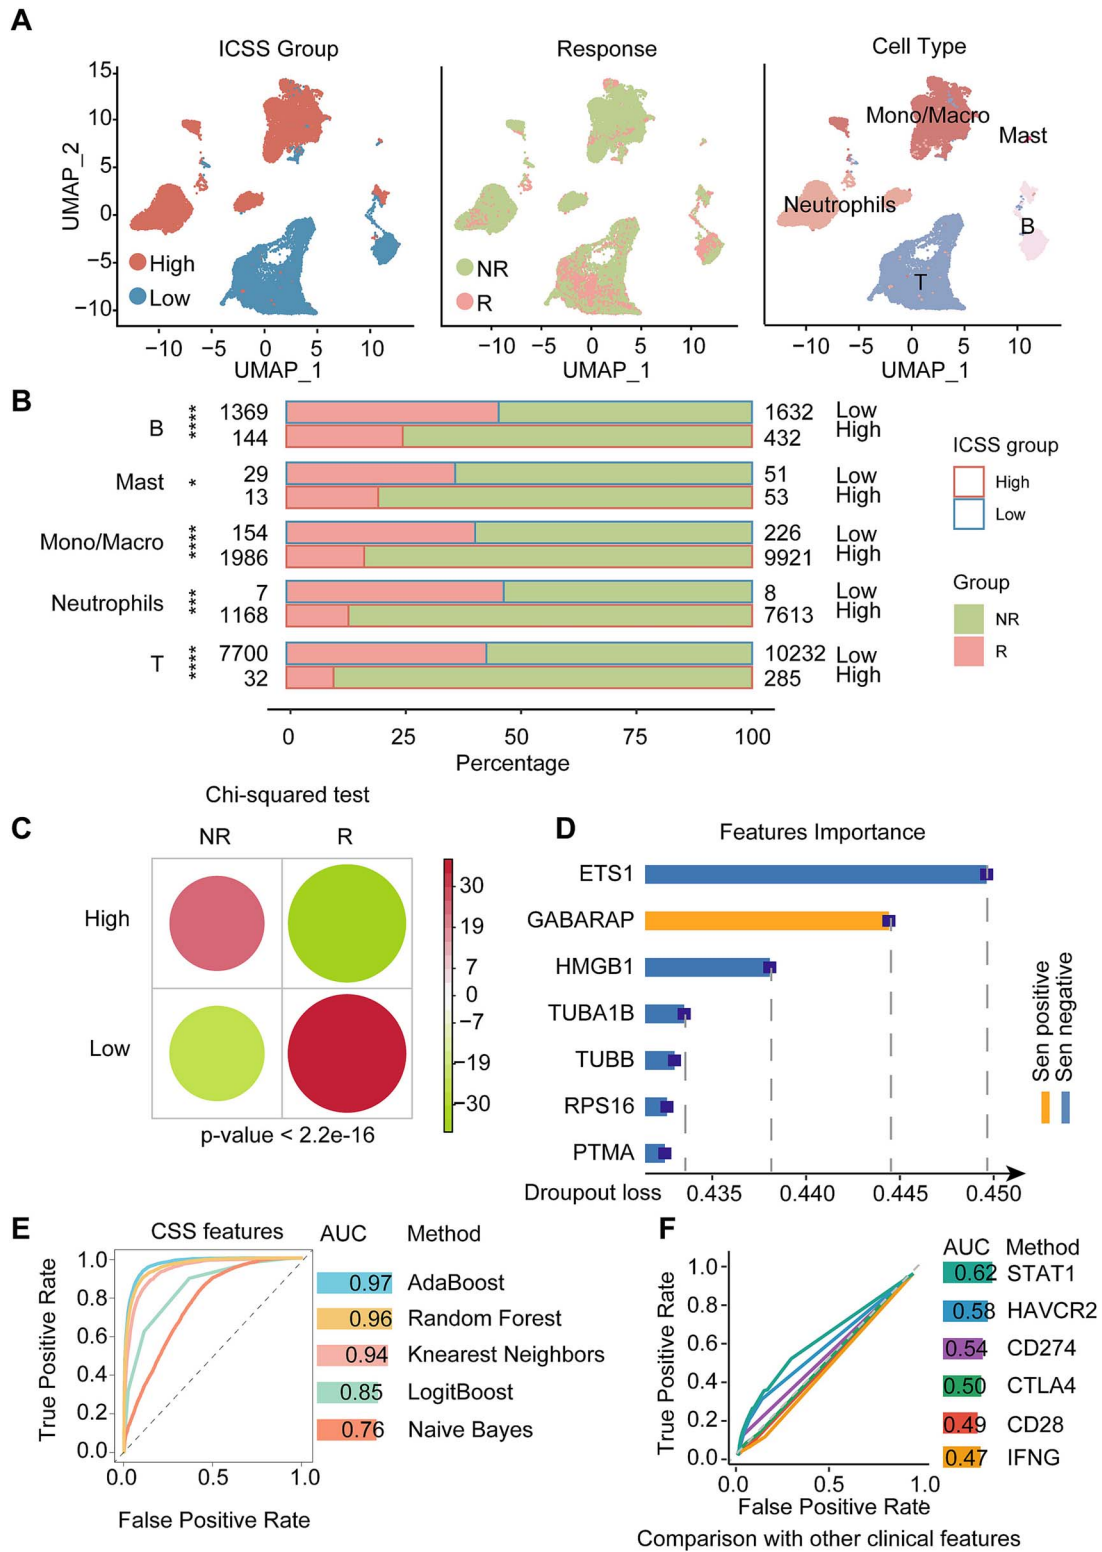 A
ICSS Group
Response
Cell Type
UMAP_2
15
10
5
0
−5
−10
High
Low
NR
R
Mono/Macro
Mast
Neutrophils
B
T
−10 −5 0 5 10
−10 −5 0 5 10
−10 −5 0 5 10
UMAP_1
UMAP_1
UMAP_1
B
B **** 1369 1632 Low
144 432 High
Mast * 29 51 Low
13 53 High
Mono/Macro **** 154 226 Low
1986 9921 High
Neutrophils *** 7 8 Low
1168 7613 High
T **** 7700 10232 Low
32 285 High
0 25 50 75 100
Percentage
ICSS group
High
Low
Group
NR
R
C
Chi-squared test
NR R
High
Low
30
19
7
0
−7
−19
−30
p-value < 2.2e-16
D
Features Importance
ETS1
GABARAP
HMGB1
TUBA1B
TUBB
RPS16
PTMA
Droupout loss 0.435 0.440 0.445 0.450
Sen positive
Sen negative
E
CSS features
AUC Method
True Positive Rate
1.0
0.8
0.6
0.4
0.2
0.0
0.0 0.5 1.0
False Positive Rate
0.97 AdaBoost
0.96 Random Forest
0.94 Knearest Neighbors
0.85 LogitBoost
0.76 Naive Bayes
F
True Positive Rate
1.0
0.8
0.6
0.4
0.2
0.0
0.0 0.5 1.0
False Positive Rate
AUC Method
0.62 STAT1
0.58 HAVCR2
0.54 CD274
0.50 CTLA4
0.49 CD28
0.47 IFNG
Comparison with other clinical features